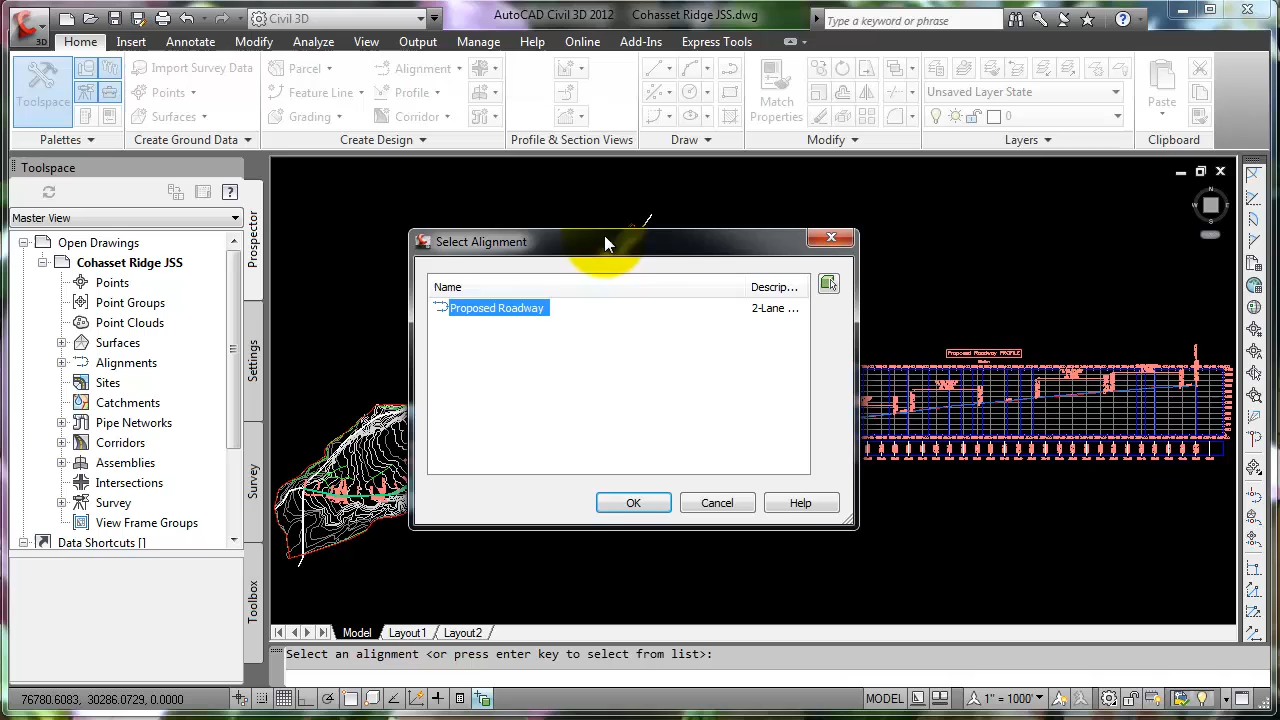 Civil 3D
AutoCAD Civil 3D 2012
Cohasset Ridge JSS.dwg
Type a keyword or phrase
3D
Home
Insert
Annotate
Modify
Analyze
View
Output
Manage
Help
Online
Add-Ins
Express Tools
Toolspace
Import Survey Data
Points
Surfaces
Parcel
Feature Line
Grading
Alignment
Profile
Corridor
Match
Properties
Unsaved Layer State
0
Paste
Palettes
Create Ground Data
Create Design
Profile & Section Views
Draw
Modify
Layers
Clipboard
Toolspace
Master View
Open Drawings
Cohasset Ridge JSS
Points
Point Groups
Point Clouds
Surfaces
Alignments
Sites
Catchments
Pipe Networks
Corridors
Assemblies
Intersections
Survey
View Frame Groups
Data Shortcuts []
Prospector
Settings
Survey
Toolbox
N
W
S
Select Alignment
Name
Descrip...
Proposed Roadway
2-Lane ...
OK
Cancel
Help
Proposed Roadway PROFILE
Model
Layout1
Layout2
Select an alignment <or press enter key to select from list>:
76780.6083, 30286.0729, 0.0000
MODEL
1" = 1000'